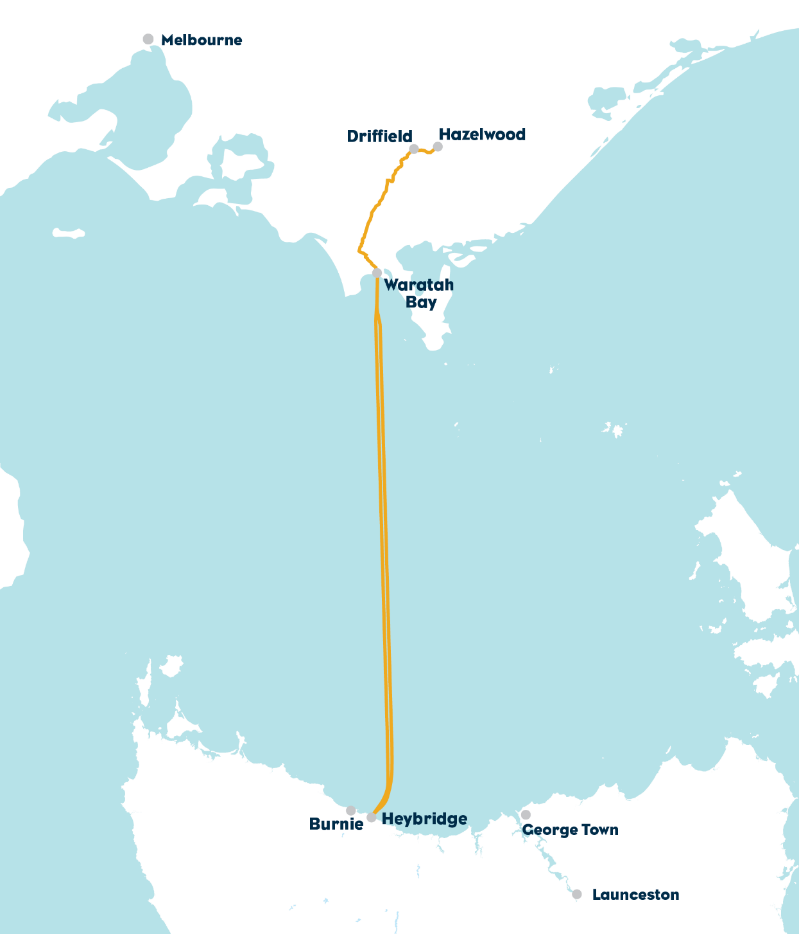 Melbourne
Driffield
Hazelwood
Waratah
Bay
Burnie
Heybridge
George Town
Launceston